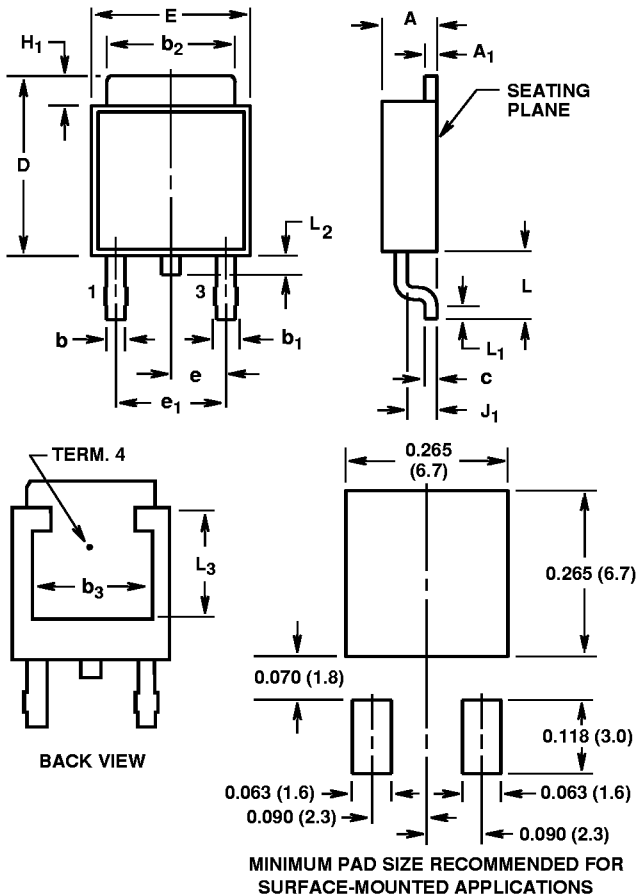 E
A
H1
b2
A1
SEATING
PLANE
D
L2
1
3
L
b
b1
L1
e
c
e1
J1
TERM. 4
0.265
(6.7)
L3
b3
0.265 (6.7)
0.070 (1.8)
0.118 (3.0)
BACK VIEW
0.063 (1.6)
0.063 (1.6)
0.090 (2.3)
0.090 (2.3)
MINIMUM PAD SIZE RECOMMENDED FOR
SURFACE-MOUNTED APPLICATIONS